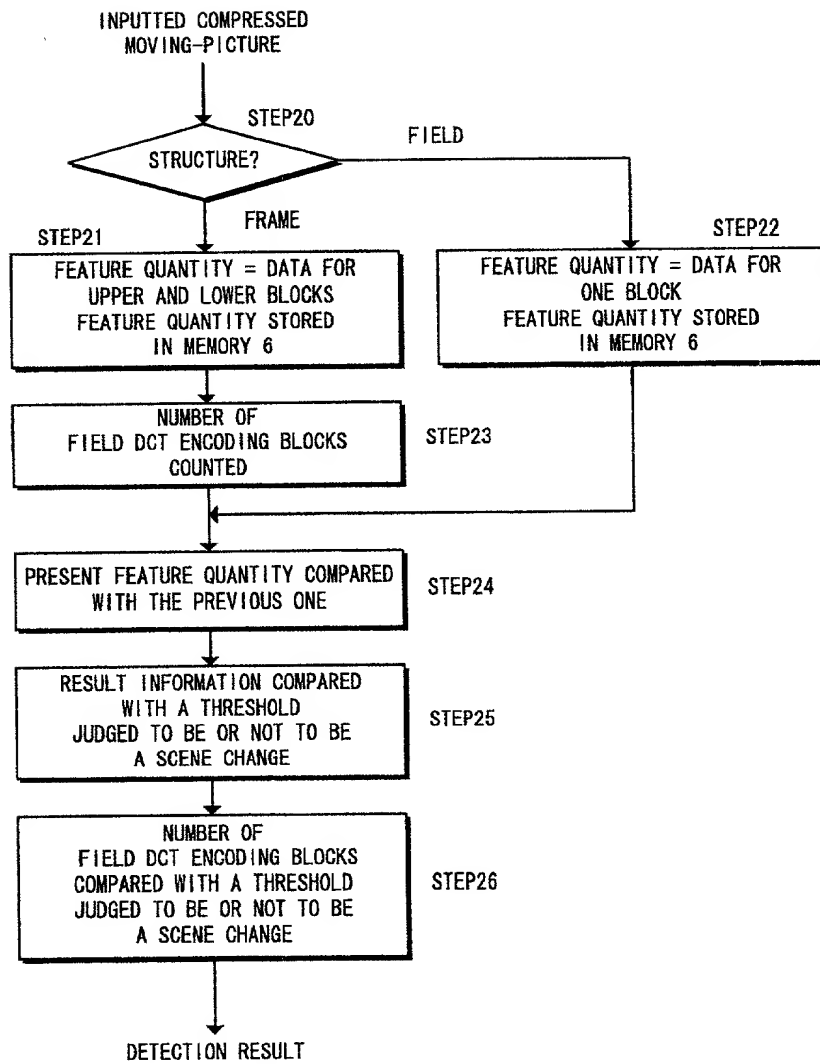 INPUTTED COMPRESSED
MOVING-PICTURE
STEP20
STRUCTURE?
FIELD
FRAME
STEP21
FEATURE QUANTITY = DATA FOR
UPPER AND LOWER BLOCKS
FEATURE QUANTITY STORED
IN MEMORY 6
STEP22
FEATURE QUANTITY = DATA FOR
ONE BLOCK
FEATURE QUANTITY STORED
IN MEMORY 6
NUMBER OF
FIELD DCT ENCODING BLOCKS
COUNTED
STEP23
PRESENT FEATURE QUANTITY COMPARED
WITH THE PREVIOUS ONE
STEP24
RESULT INFORMATION COMPARED
WITH A THRESHOLD
JUDGED TO BE OR NOT TO BE
A SCENE CHANGE
STEP25
NUMBER OF
FIELD DCT ENCODING BLOCKS
COMPARED WITH A THRESHOLD
JUDGED TO BE OR NOT TO BE
A SCENE CHANGE
STEP26
DETECTION RESULT